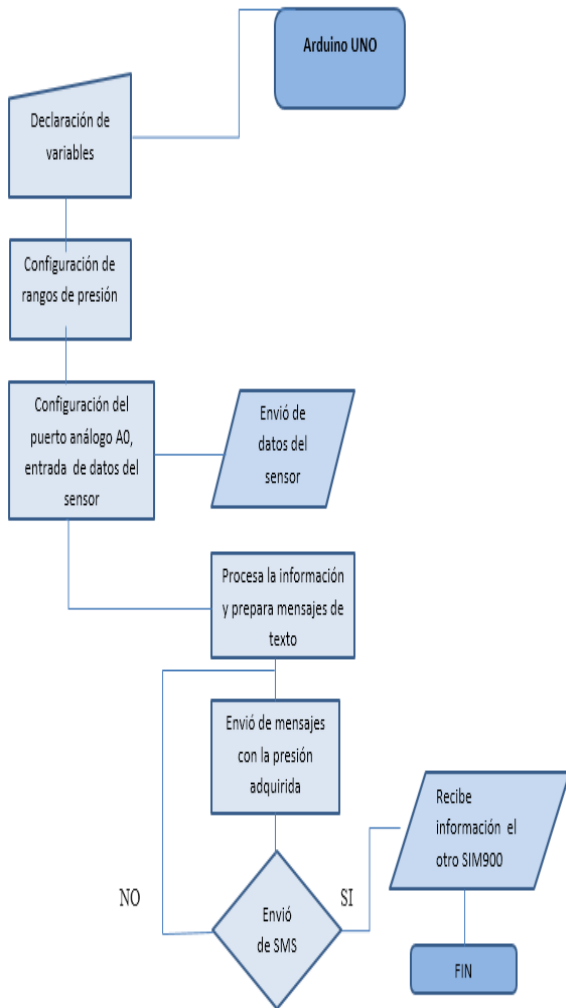 Arduino UNO
Declaración de
variables
Configuración de
rangos de presión
Configuración del
puerto análogo A0,
entrada de datos del
sensor
Envió de
datos del
sensor
Procesa la información
y prepara mensajes de
texto
Envió de mensajes
con la presión
adquirida
Recibe
información el
otro SIM900
NO
SI
Envió
de SMS
FIN